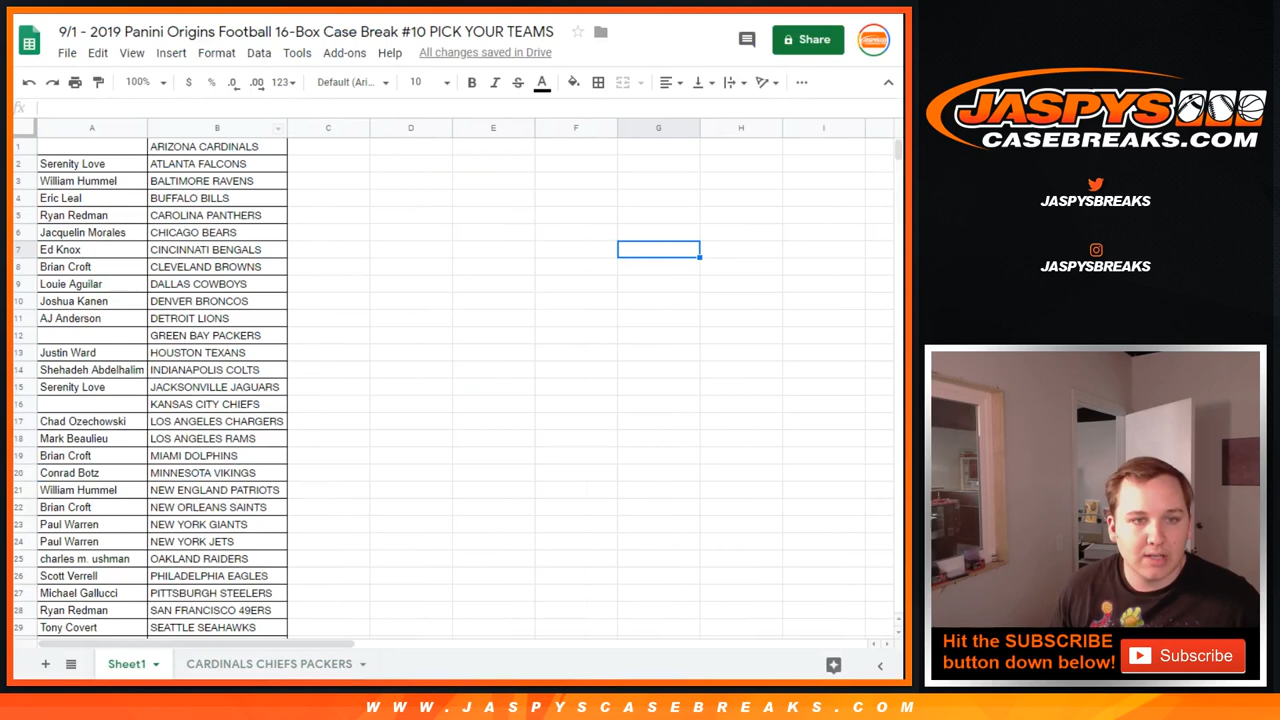 9/1 - 2019 Panini Origins Football 16-Box Case Break #10 PICK YOUR TEAMS
File Edit View Insert Format Data Tools Add-ons Help All changes saved in Drive
Share
100% $ % .0 .00 123 Default (Ari... 10 B I S A
fx
A B C D E F G H I
1 ARIZONA CARDINALS
2 Serenity Love ATLANTA FALCONS
3 William Hummel BALTIMORE RAVENS
4 Eric Leal BUFFALO BILLS
5 Ryan Redman CAROLINA PANTHERS
6 Jacquelin Morales CHICAGO BEARS
7 Ed Knox CINCINNATI BENGALS
8 Brian Croft CLEVELAND BROWNS
9 Louie Aguilar DALLAS COWBOYS
10 Joshua Kanen DENVER BRONCOS
11 AJ Anderson DETROIT LIONS
12 GREEN BAY PACKERS
13 Justin Ward HOUSTON TEXANS
14 Shehadeh Abdelhalim INDIANAPOLIS COLTS
15 Serenity Love JACKSONVILLE JAGUARS
16 KANSAS CITY CHIEFS
17 Chad Ozechowski LOS ANGELES CHARGERS
18 Mark Beaulieu LOS ANGELES RAMS
19 Brian Croft MIAMI DOLPHINS
20 Conrad Botz MINNESOTA VIKINGS
21 William Hummel NEW ENGLAND PATRIOTS
22 Brian Croft NEW ORLEANS SAINTS
23 Paul Warren NEW YORK GIANTS
24 Paul Warren NEW YORK JETS
25 charles m. ushman OAKLAND RAIDERS
26 Scott Verrell PHILADELPHIA EAGLES
27 Michael Gallucci PITTSBURGH STEELERS
28 Ryan Redman SAN FRANCISCO 49ERS
29 Tony Covert SEATTLE SEAHAWKS
Sheet1 CARDINALS CHIEFS PACKERS
JASPYS
CASEBREAKS.COM
JASPYSBREAKS
JASPYSBREAKS
Hit the SUBSCRIBE
button down below!
Subscribe
WWW.JASPYSCASEBREAKS.COM